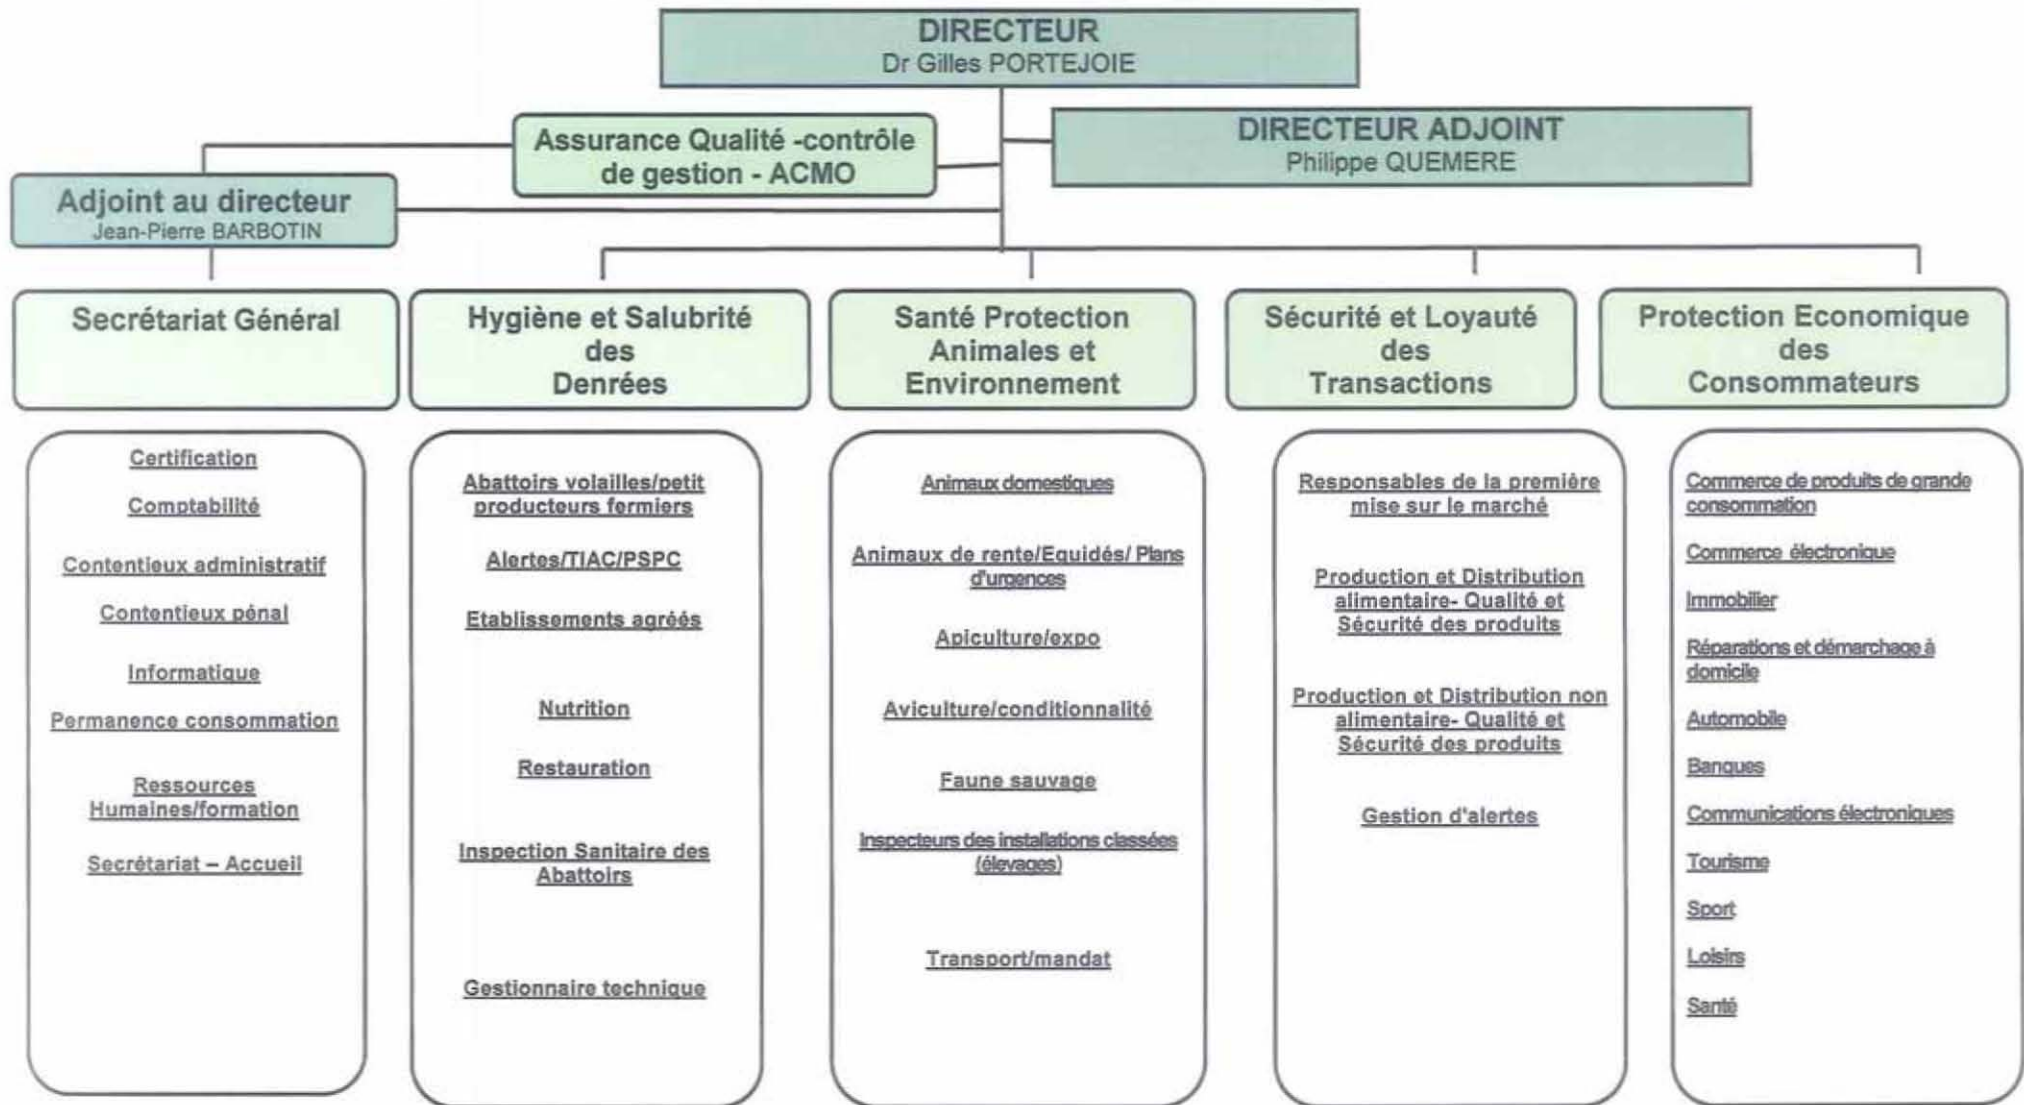 DIRECTEUR
Dr Gilles PORTEJOIE
DIRECTEUR ADJOINT
Philippe QUEMERE
Assurance Qualité -contrôle
de gestion - ACMO
Adjoint au directeur
Jean-Pierre BARBOTIN
Secrétariat Général
Certification
Comptabilité
Contentieux administratif
Contentieux pénal
Informatique
Permanence consommation
Ressources
Humaines/formation
Secrétariat – Accueil
Hygiène et Salubrité
des
Denrées
Abattoirs volailles/petit
producteurs fermiers
Alertes/TIAC/PSPC
Etablissements agréés
Nutrition
Restauration
Inspection Sanitaire des
Abattoirs
Gestionnaire technique
Santé Protection
Animales et
Environnement
Animaux domestiques
Animaux de rente/Equidés/ Plans
d'urgences
Apiculture/expo
Aviculture/conditionnalité
Faune sauvage
Inspecteurs des installations classées
(élevages)
Transport/mandat
Sécurité et Loyauté
des
Transactions
Responsables de la première
mise sur le marché
Production et Distribution
alimentaire- Qualité et
Sécurité des produits
Production et Distribution non
alimentaire- Qualité et
Sécurité des produits
Gestion d'alertes
Protection Economique
des
Consommateurs
Commerce de produits de grande
consommation
Commerce électronique
Immobilier
Réparations et démarchage à
domicile
Automobile
Banques
Communications électroniques
Tourisme
Sport
Loisirs
Santé